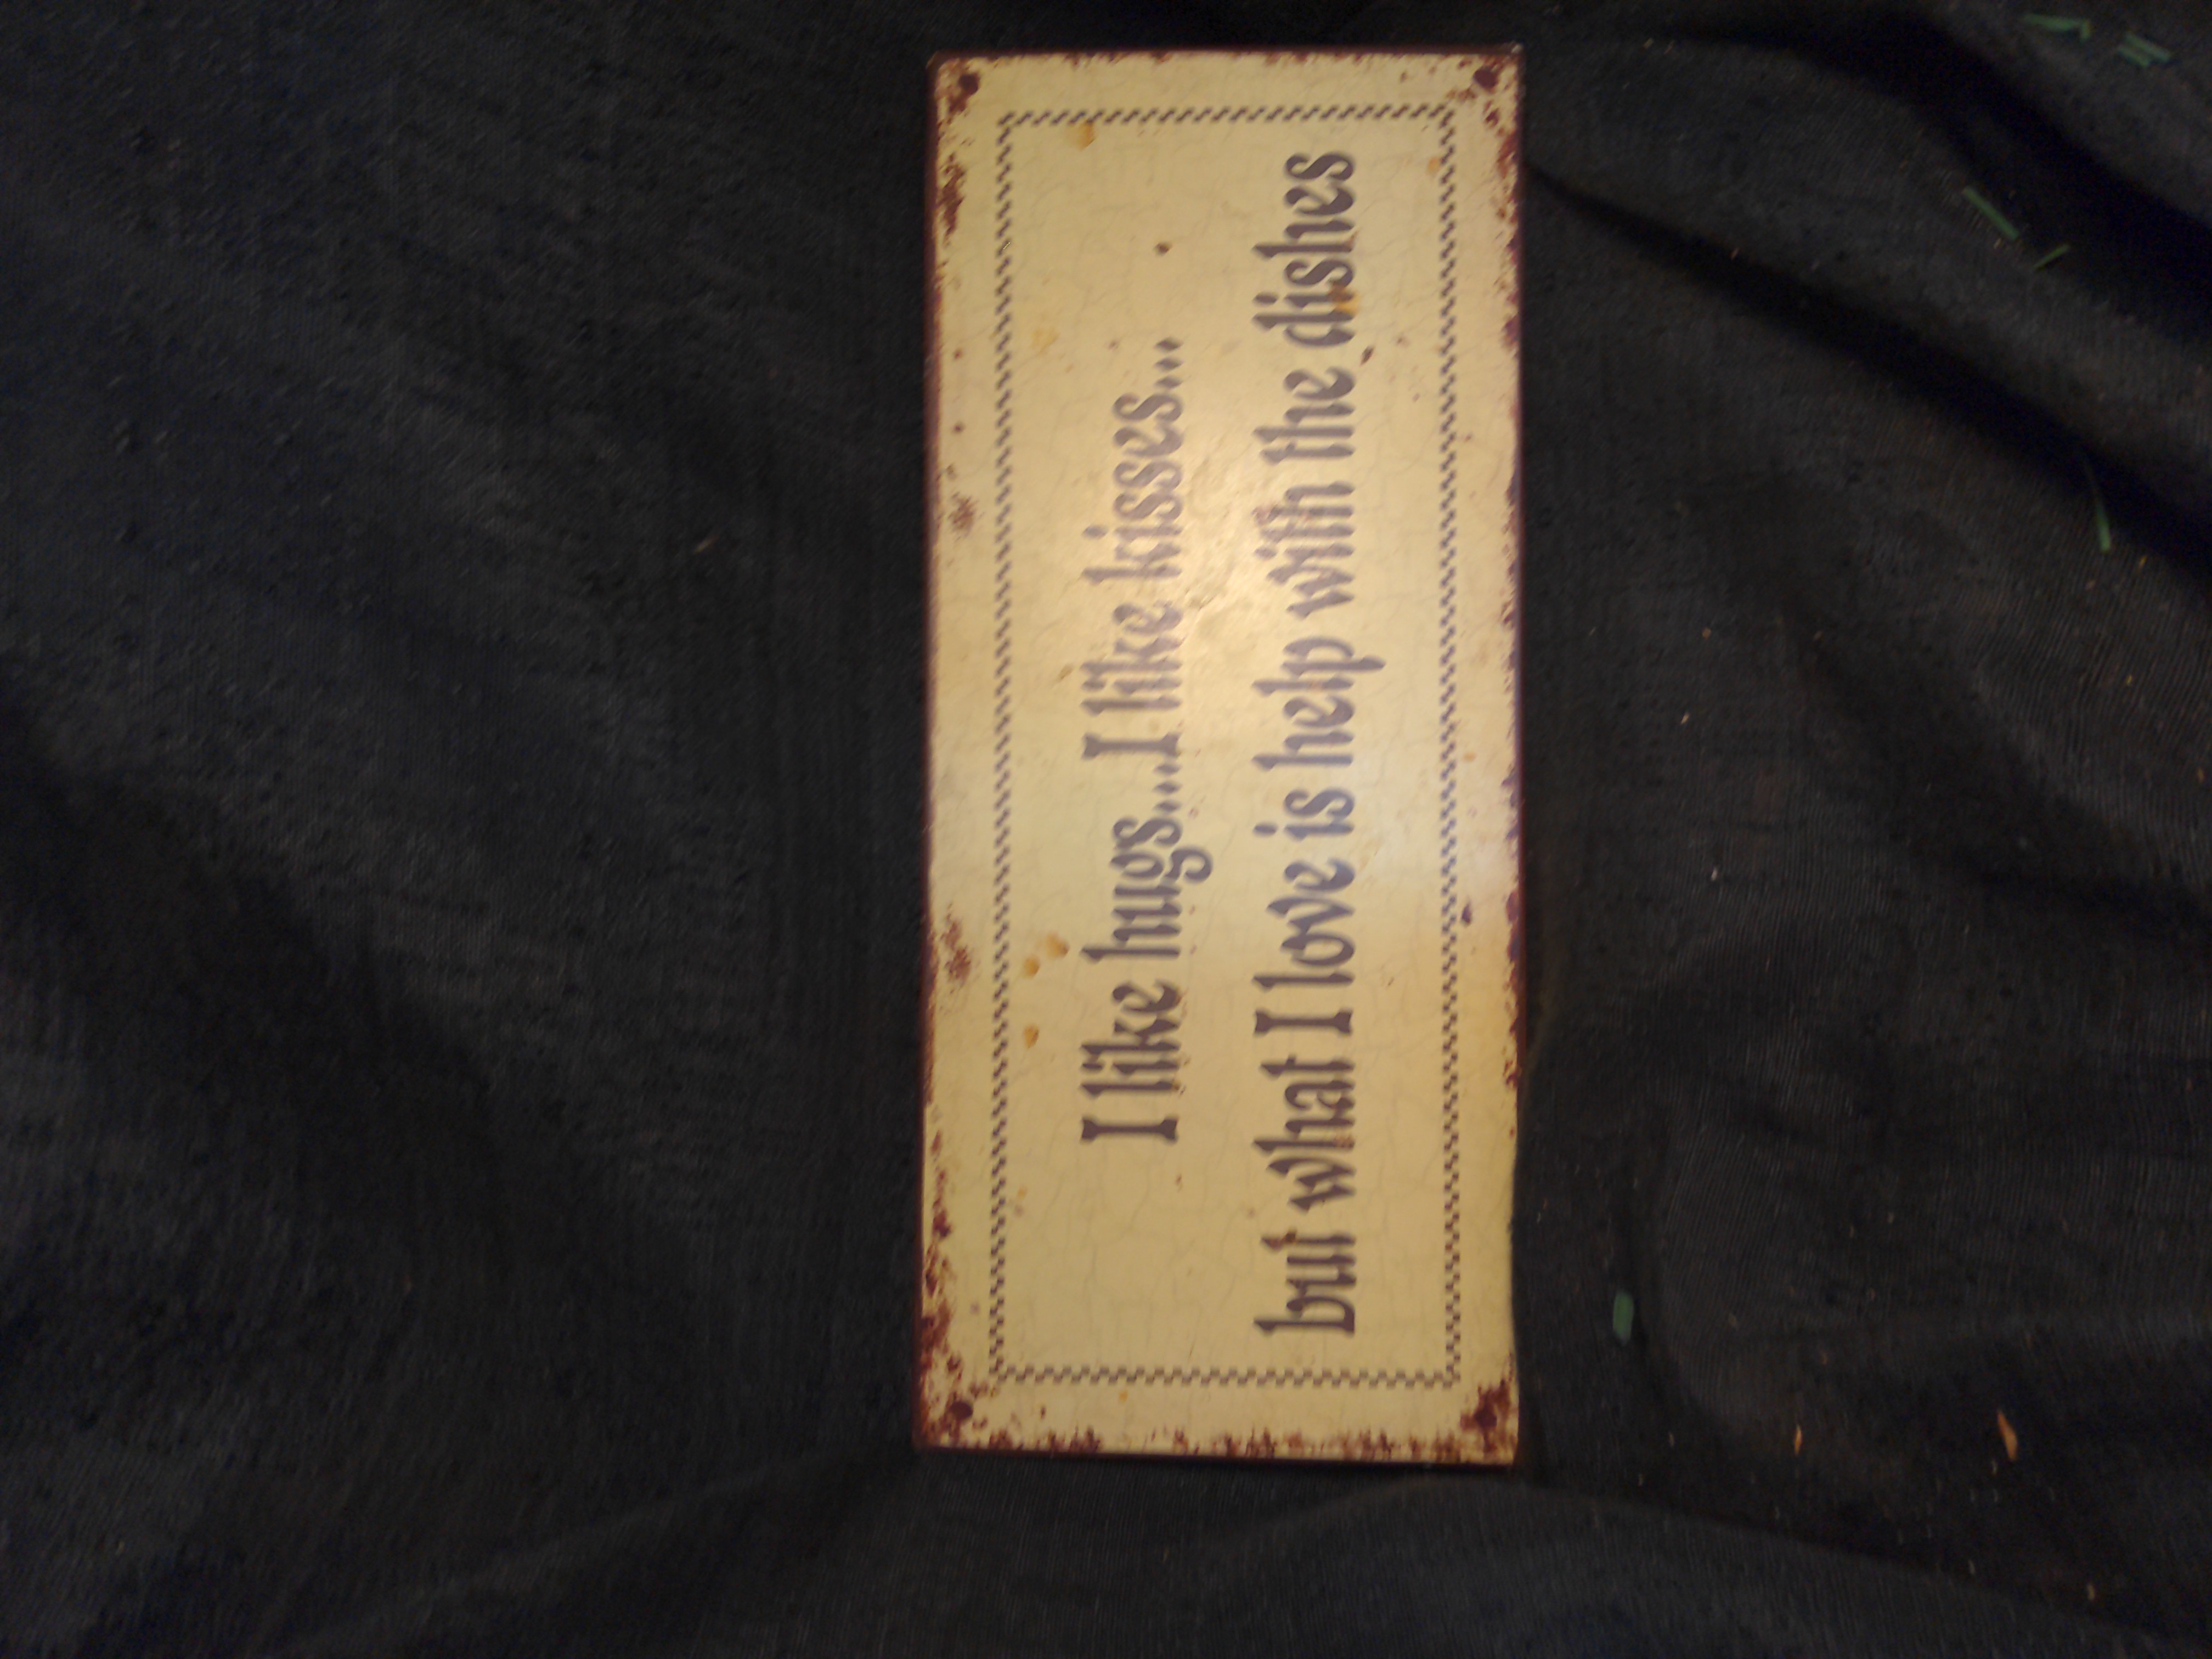 I like hugs....I like kisses...
but what I love is help with the dishes